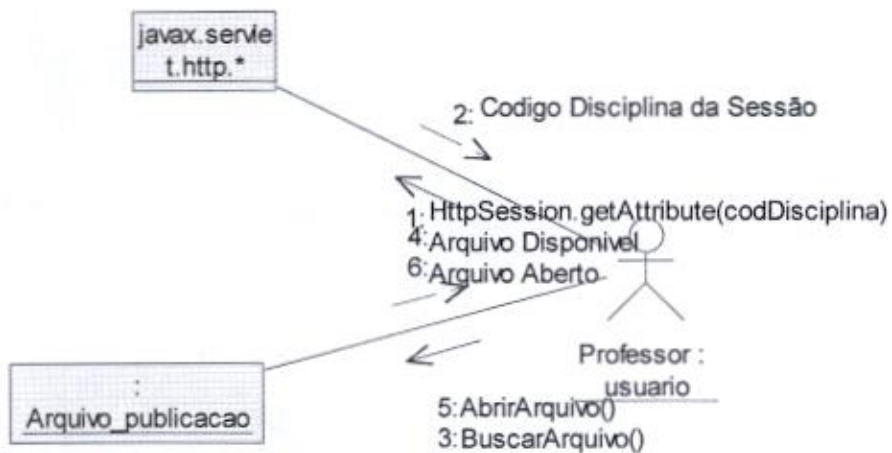 javax.servle
t.http.*
2: Codigo Disciplina da Sessão
1: HttpSession.getAttribute(codDisciplina)
4: Arquivo Disponivel
6: Arquivo Aberto
Professor :
usuario
:
Arquivo_publicacao
5:AbrirArquivo()
3:BuscarArquivo()